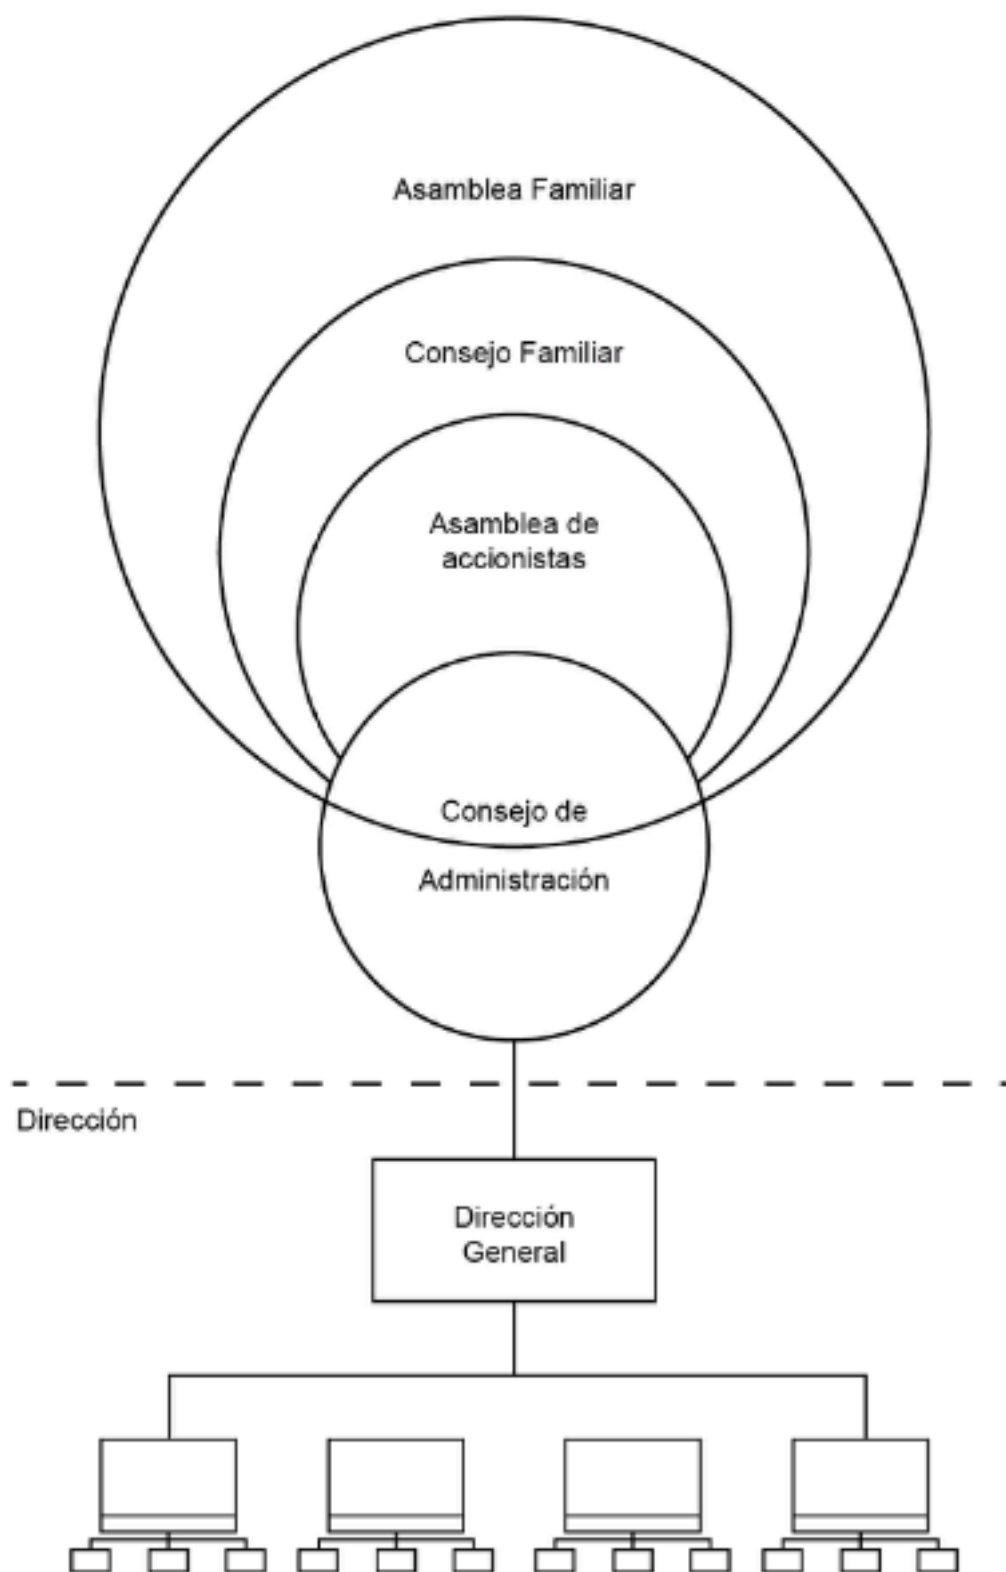 Asamblea Familiar
Consejo Familiar
Asamblea de
accionistas
Consejo de
Administración
Dirección
Dirección
General